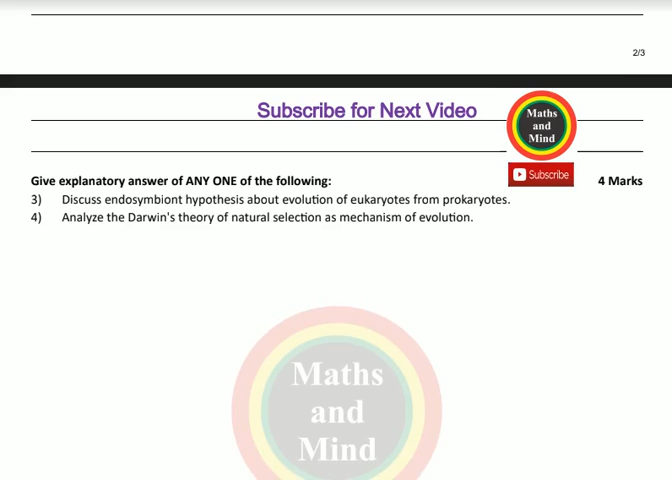 2/3
Subscribe for Next Video
Maths
and
Mind
Subscribe
Give explanatory answer of ANY ONE of the following: 4 Marks
3) Discuss endosymbiont hypothesis about evolution of eukaryotes from prokaryotes.
4) Analyze the Darwin's theory of natural selection as mechanism of evolution.
Maths
and
Mind